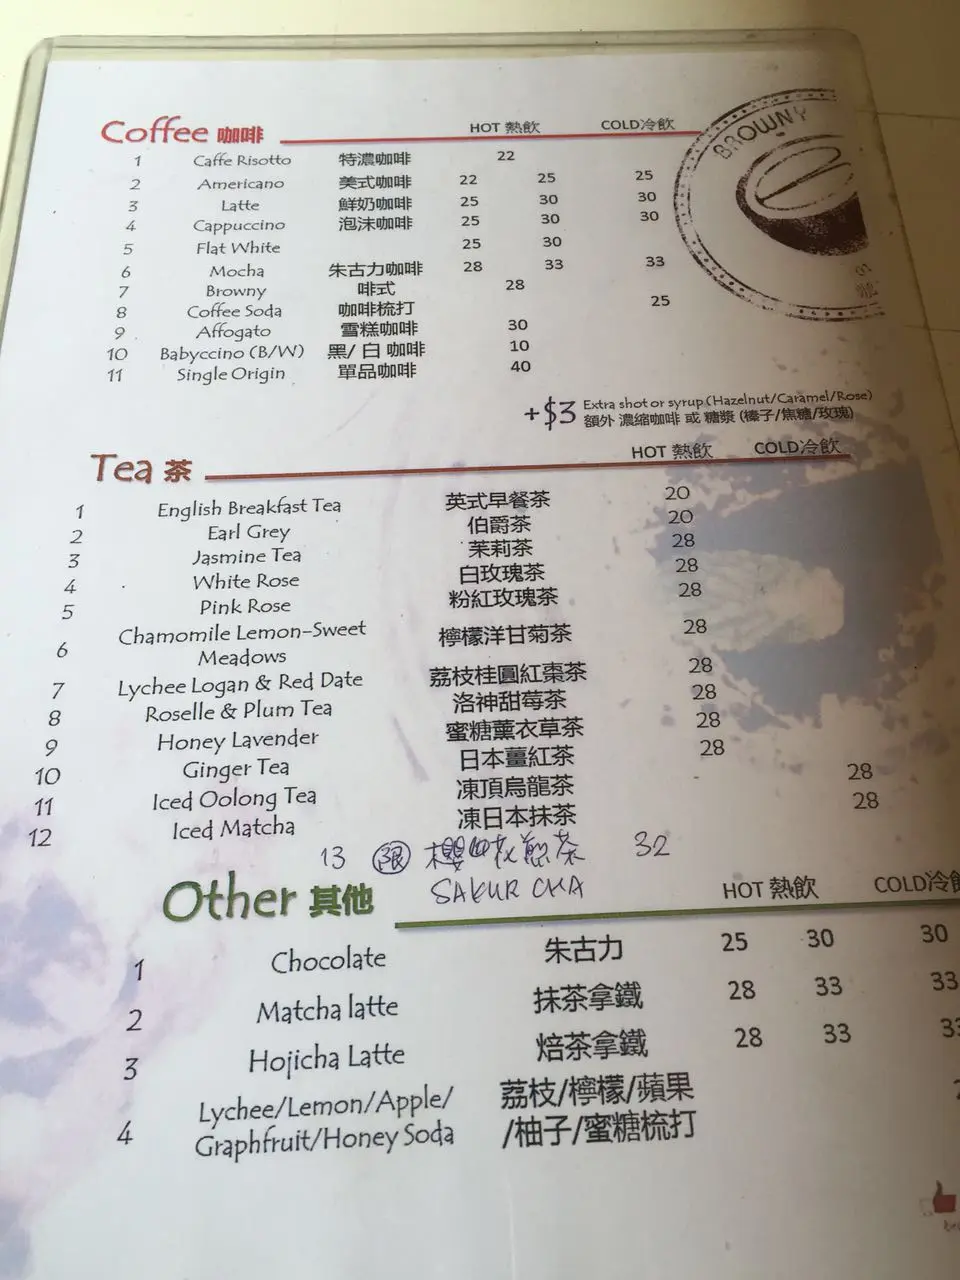 BROWNY
Coffee 咖啡 HOT 熱飲 COLD冷飲
1 Caffe Risotto 特濃咖啡 22
2 Americano 美式咖啡 22 25 25
3 Latte 鮮奶咖啡 25 30 30
4 Cappuccino 泡沫咖啡 25 30 30
5 Flat White 25 30
6 Mocha 朱古力咖啡 28 33 33
7 Browny 啡式 28
8 Coffee Soda 咖啡梳打 25
9 Affogato 雪糕咖啡 30
10 Babyccino (B/W) 黑/ 白 咖啡 10
11 Single Origin 單品咖啡 40
+$3 Extra shot or syrup (Hazelnut/Caramel/Rose)
額外 濃縮咖啡 或 糖漿 (榛子/焦糖/玫瑰)
Tea 茶 HOT 熱飲 COLD冷飲
1 English Breakfast Tea 英式早餐茶 20
2 Earl Grey 伯爵茶 20
3 Jasmine Tea 茉莉茶 28
4 White Rose 白玫瑰茶 28
5 Pink Rose 粉紅玫瑰茶 28
6 Chamomile Lemon-Sweet Meadows 檸檬洋甘菊茶 28
7 Lychee Logan & Red Date 荔枝桂圓紅棗茶 28
8 Roselle & Plum Tea 洛神甜莓茶 28
9 Honey Lavender 蜜糖薰衣草茶 28
10 Ginger Tea 日本薑紅茶 28
11 Iced Oolong Tea 凍頂烏龍茶 28
12 Iced Matcha 凍日本抹茶 28
13 限 櫻花煎茶 32
SAKUR CHA
Other 其他 HOT 熱飲 COLD冷飲
1 Chocolate 朱古力 25 30 30
2 Matcha latte 抹茶拿鐵 28 33 33
3 Hojicha Latte 焙茶拿鐵 28 33
4 Lychee/Lemon/Apple/ 荔枝/檸檬/蘋果
Graphfruit/Honey Soda /柚子/蜜糖梳打